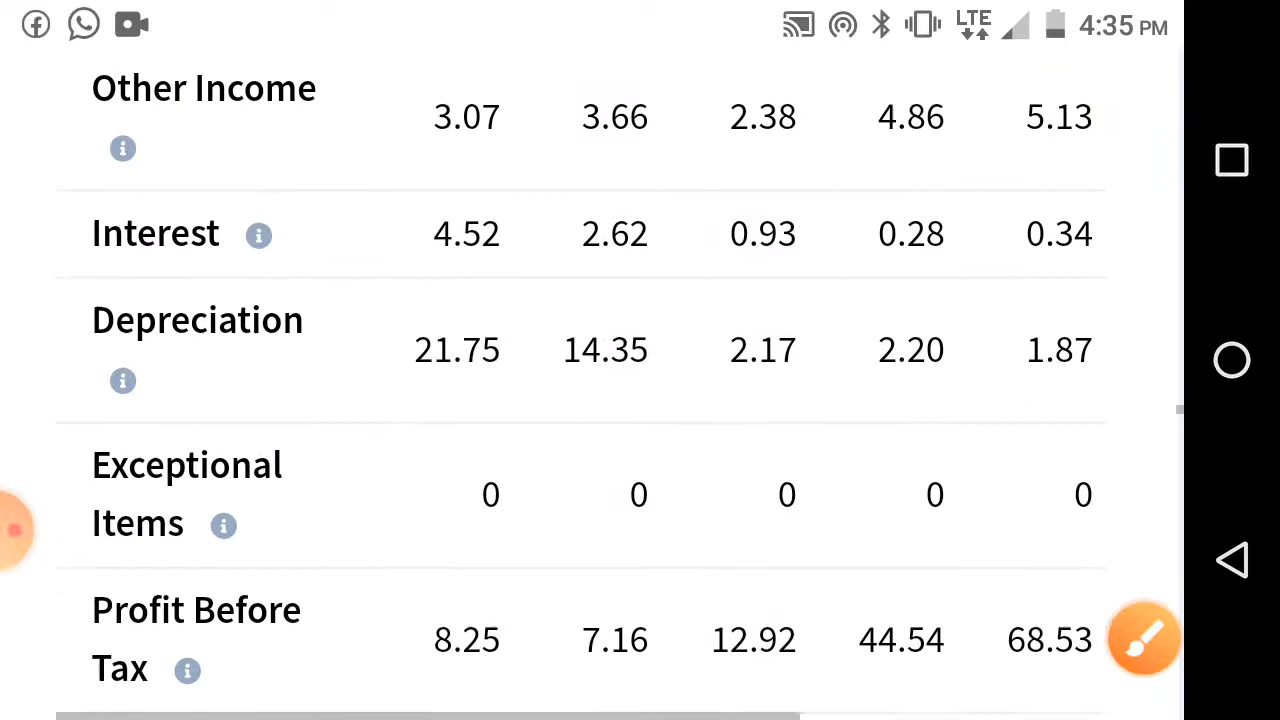 LTE 4:35 PM
Other Income
3.07 3.66 2.38 4.86 5.13
Interest 4.52 2.62 0.93 0.28 0.34
Depreciation
21.75 14.35 2.17 2.20 1.87
Exceptional
Items
0 0 0 0 0
Profit Before
Tax
8.25 7.16 12.92 44.54 68.53